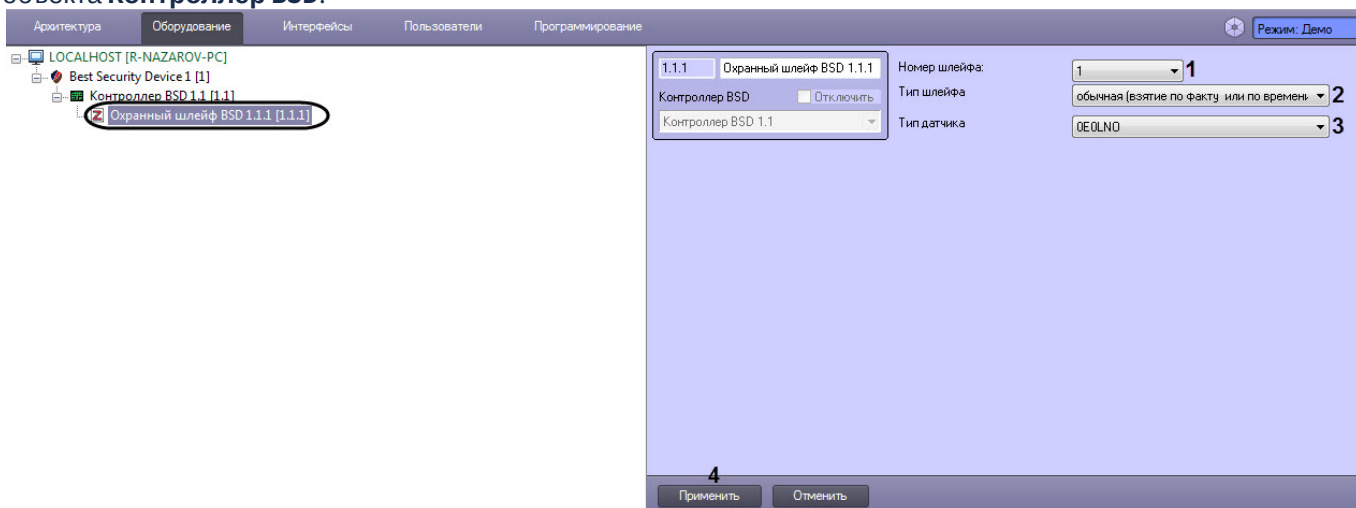 объекта Контроллер BSD.
Архитектура Оборудование Интерфейсы Пользователи Программирование Режим: Демо
LOCALHOST [R-NAZAROV-PC]
Best Security Device 1 [1]
Контроллер BSD 1.1 [1.1]
Охранный шлейф BSD 1.1.1 [1.1.1]
1.1.1 Охранный шлейф BSD 1.1.1
Контроллер BSD Отключить
Контроллер BSD 1.1
Номер шлейфа: 1 1
Тип шлейфа обычная (взятие по факту или по времень 2
Тип датчика 0E0LNO 3
4
Применить Отменить